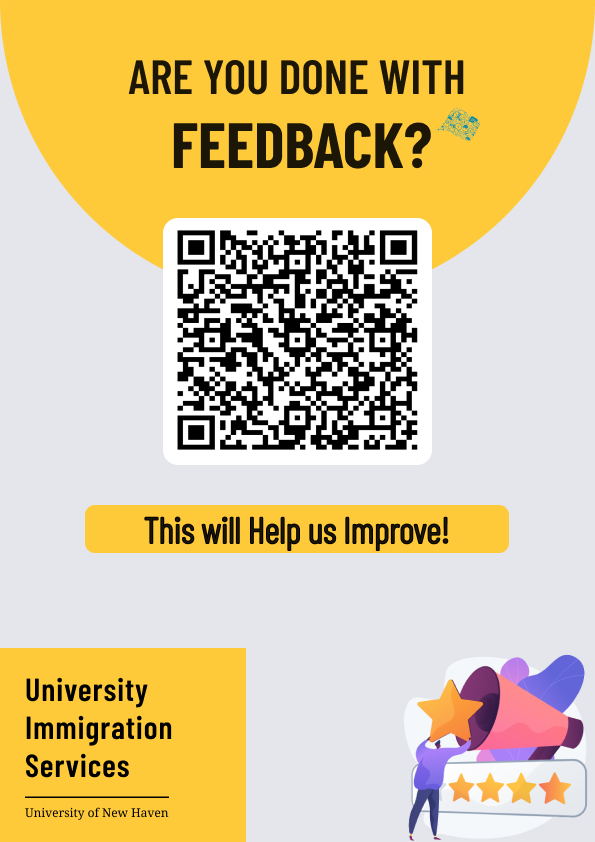 ARE YOU DONE WITH
FEEDBACK?
This will Help us Improve!
University
Immigration
Services
University of New Haven